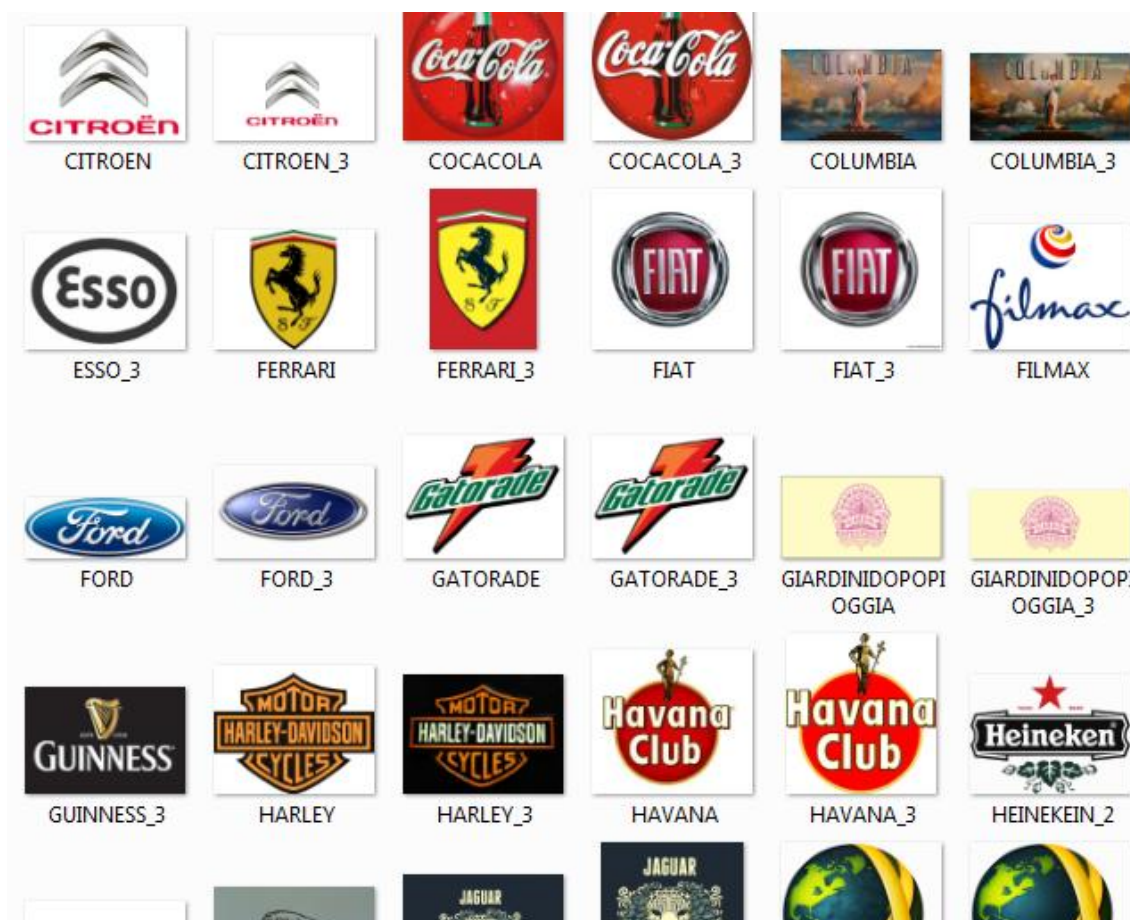 CITROËN
CITROËN
Coca-Cola
Coca-Cola
COLUMBIA
COLUMBIA
CITROEN
CITROEN_3
COCACOLA
COCACOLA_3
COLUMBIA
COLUMBIA_3
Esso
S F
S F
FIAT
FIAT
filmax
ESSO_3
FERRARI
FERRARI_3
FIAT
FIAT_3
FILMAX
Ford
Ford
Gatorade
Gatorade
FORD
FORD_3
GATORADE
GATORADE_3
GIARDINIDOPOPI
OGGIA
GIARDINIDOPOPI
OGGIA_3
GUINNESS
MOTOR
HARLEY-DAVIDSON
CYCLES
MOTOR
HARLEY-DAVIDSON
CYCLES
Havana
Club
Havana
Club
Heineken
GUINNESS_3
HARLEY
HARLEY_3
HAVANA
HAVANA_3
HEINEKEIN_2
JAGUAR
JAGUAR